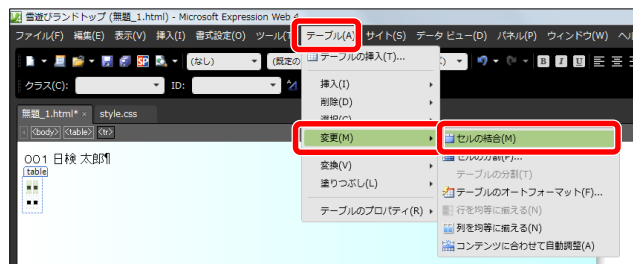 雪遊びランドトップ (無題_1.html) - Microsoft Expression Web 4
ファイル(F) 編集(E) 表示(V) 挿入(I) 書式設定(O) ツール(T) テーブル(A) サイト(S) データ ビュー(D) パネル(P) ウィンドウ(W)
(なし) (既定の B I U
クラス(C): ID:
無題_1.html* × style.css
<body> <table> <tr>
001 日検 太郎¶
table
テーブルの挿入(T)...
挿入(I)
削除(D)
選択(C)
変更(M)
変換(V)
塗りつぶし(L)
テーブルのプロパティ(R)
セルの結合(M)
セルの分割(P)...
テーブルの分割(T)
テーブルのオートフォーマット(F)...
行を均等に揃える(N)
列を均等に揃える(N)
コンテンツに合わせて自動調整(A)